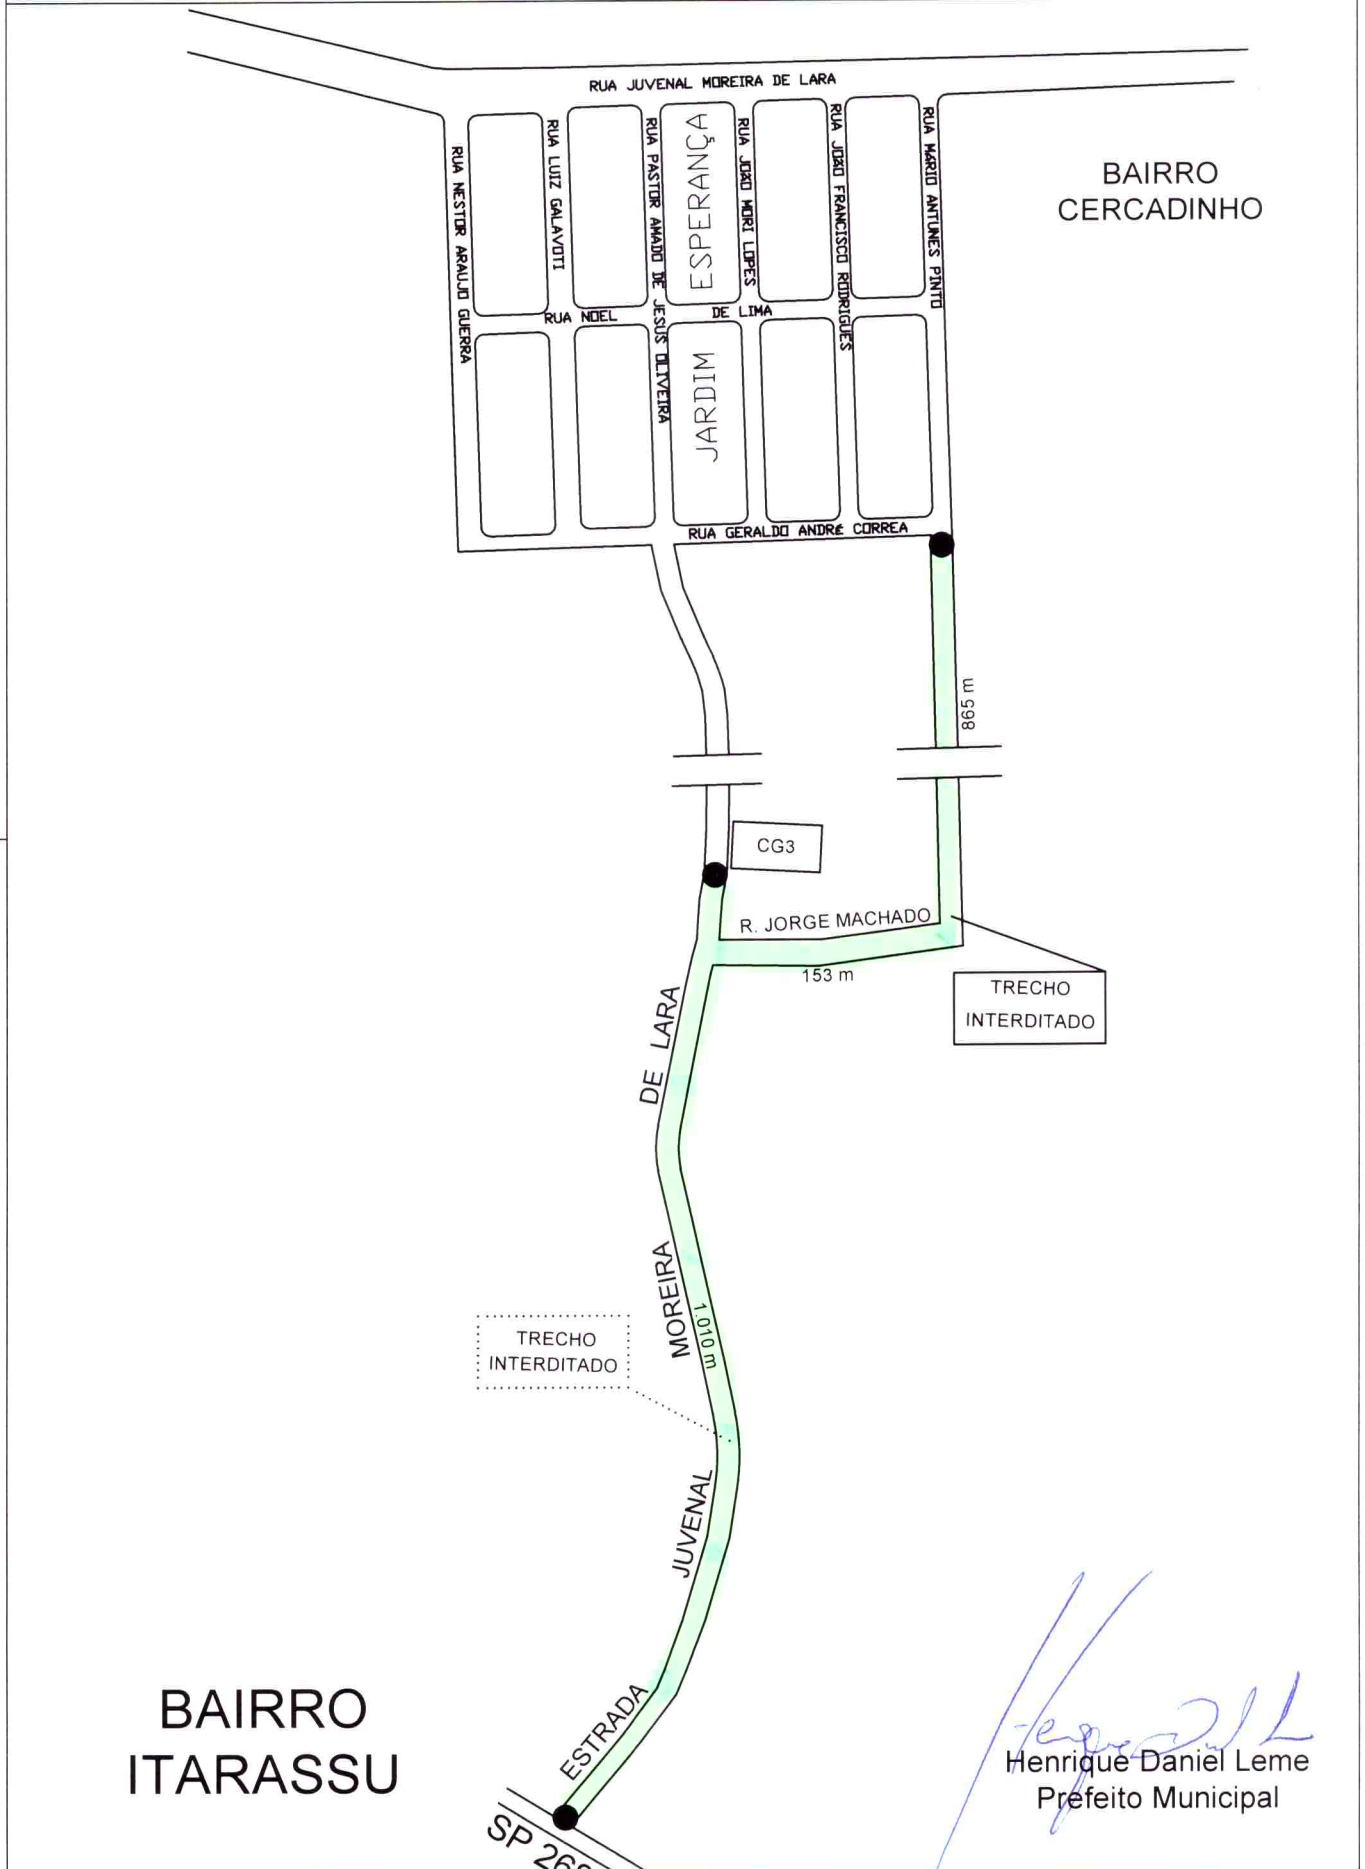 RUA JUVENAL MOREIRA DE LARA
RUA NESTOR ARAUJO GUERRA
RUA LUIZ GALAVOTI
RUA PASTOR AMADO DE JESUS OLIVEIRA
JARDIM ESPERANÇA
RUA JOÃO MORI LOPES
RUA JOÃO FRANCISCO RODRIGUES
RUA MARIO ANTUNES PINTO
BAIRRO
CERCADINHO
RUA NOEL DE LIMA
RUA GERALDO ANDRÉ CORREA
865 m
CG3
R. JORGE MACHADO
153 m
TRECHO
INTERDITADO
ESTRADA JUVENAL MOREIRA DE LARA
1.010 m
TRECHO
INTERDITADO
BAIRRO
ITARASSU
SP
Henrique Daniel Leme
Prefeito Municipal